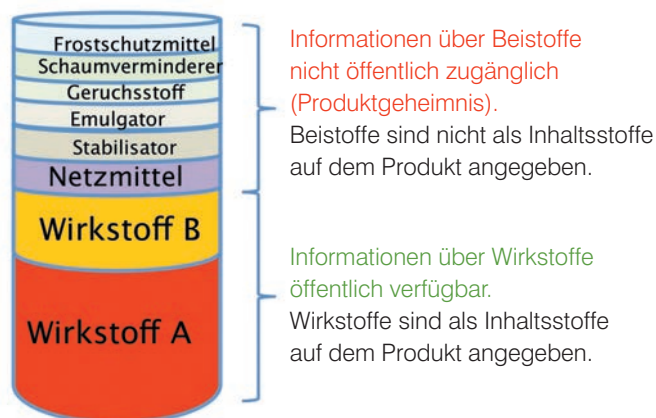 Frostschutzmittel
Schaumverminderer
Geruchsstoff
Emulgator
Stabilisator
Netzmittel
Wirkstoff B
Wirkstoff A
Informationen über Beistoffe
nicht öffentlich zugänglich
(Produktgeheimnis).
Beistoffe sind nicht als Inhaltsstoffe
auf dem Produkt angegeben.
Informationen über Wirkstoffe
öffentlich verfügbar.
Wirkstoffe sind als Inhaltsstoffe
auf dem Produkt angegeben.